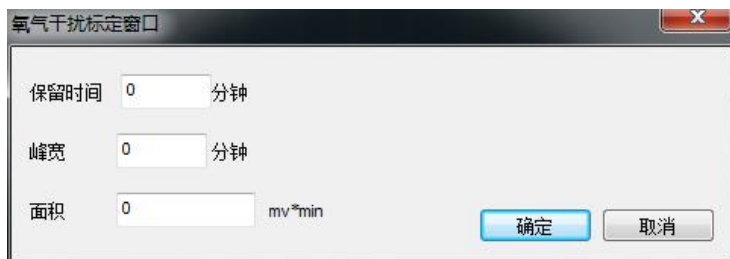 氧气干扰标定窗口
保留时间 0 分钟
峰宽 0 分钟
面积 0 mv*min
确定 取消